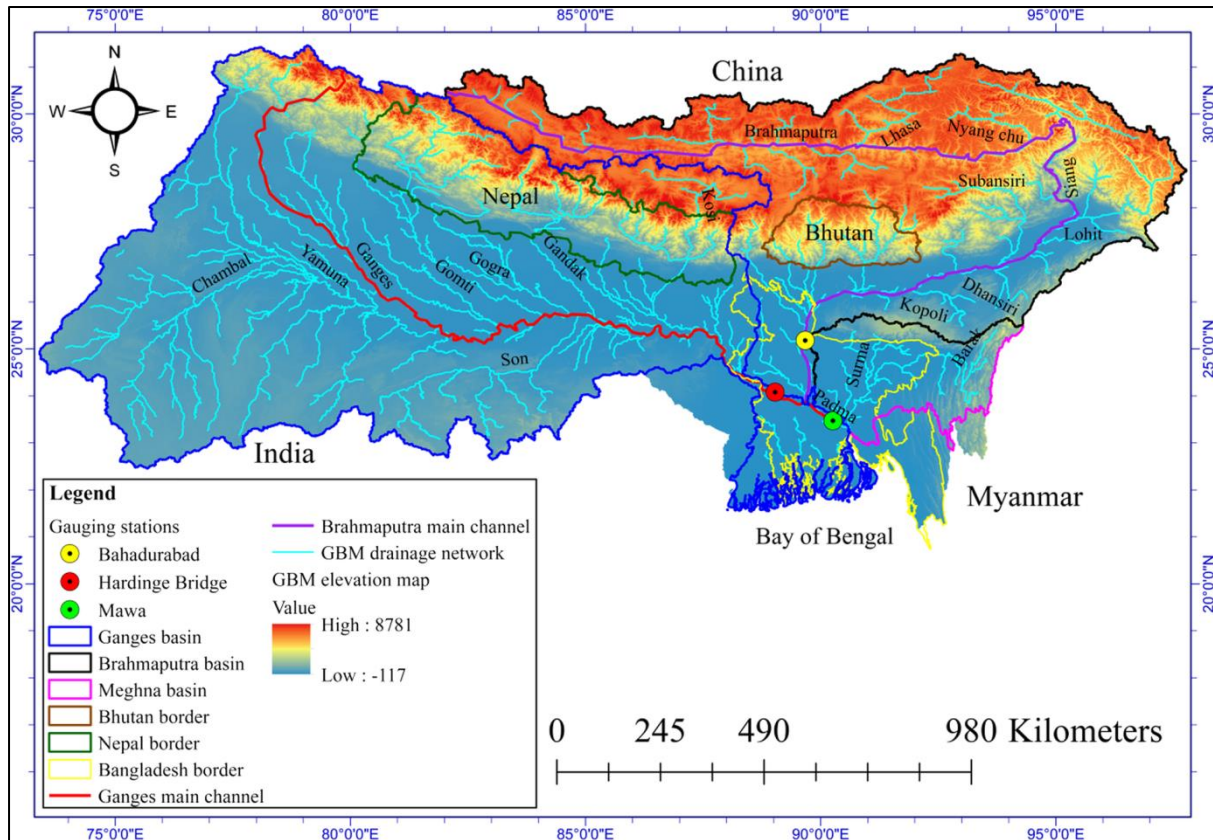 75°0'0"E 80°0'0"E 85°0'0"E 90°0'0"E 95°0'0"E
N
W E
S
China
30°0'0"N
30°0'0"N
Brahmaputra
Lhasa
Nyang chu
Siang
Subansiri
Kosi
Nepal
Bhutan
Lohit
Chambal
Yamuna
Ganges
Gomti
Gogra
Gandak
Dhansiri
Kopoli
Barak
Surma
25°0'0"N
25°0'0"N
Son
Padma
India
Myanmar
Bay of Bengal
20°0'0"N
20°0'0"N
Legend
Gauging stations
Bahadurabad
Hardinge Bridge
Mawa
Ganges basin
Brahmaputra basin
Meghna basin
Bhutan border
Nepal border
Bangladesh border
Ganges main channel
Brahmaputra main channel
GBM drainage network
GBM elevation map
Value
High : 8781
Low : -117
0 245 490 980 Kilometers
75°0'0"E 80°0'0"E 85°0'0"E 90°0'0"E 95°0'0"E